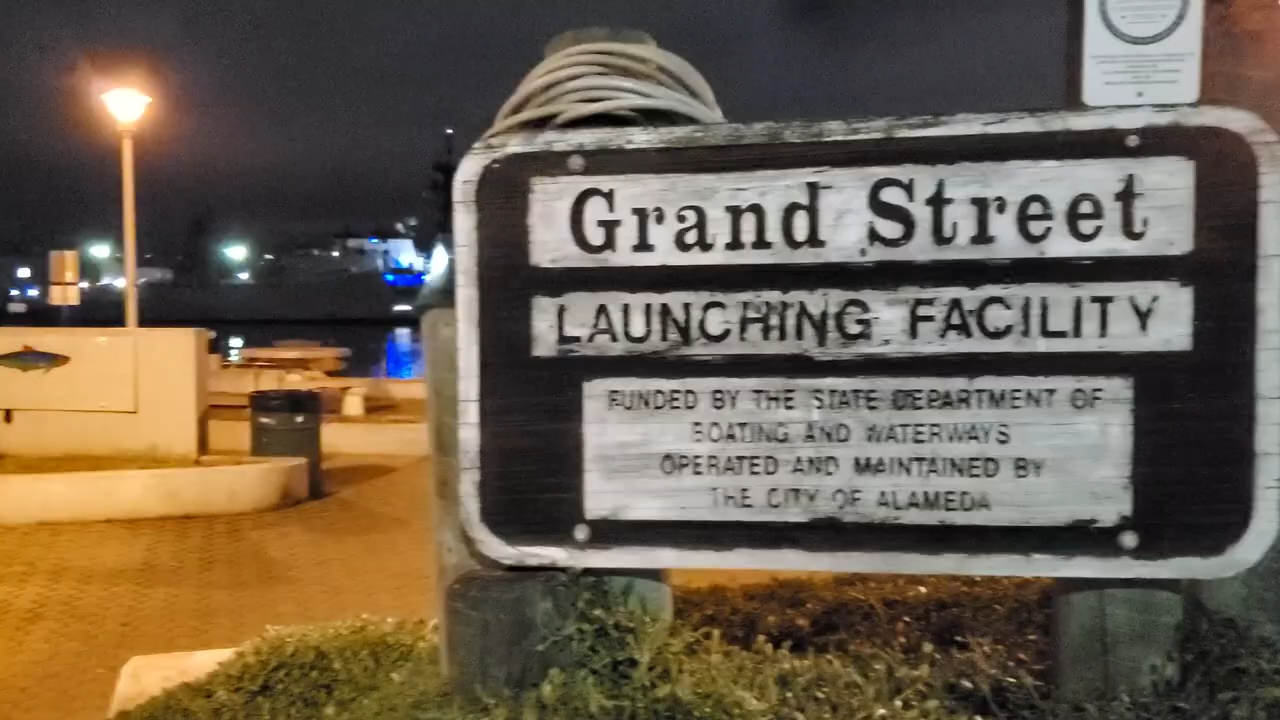 Grand Street
LAUNCHING FACILITY
FUNDED BY THE STATE DEPARTMENT OF
BOATING AND WATERWAYS
OPERATED AND MAINTAINED BY
THE CITY OF ALAMEDA